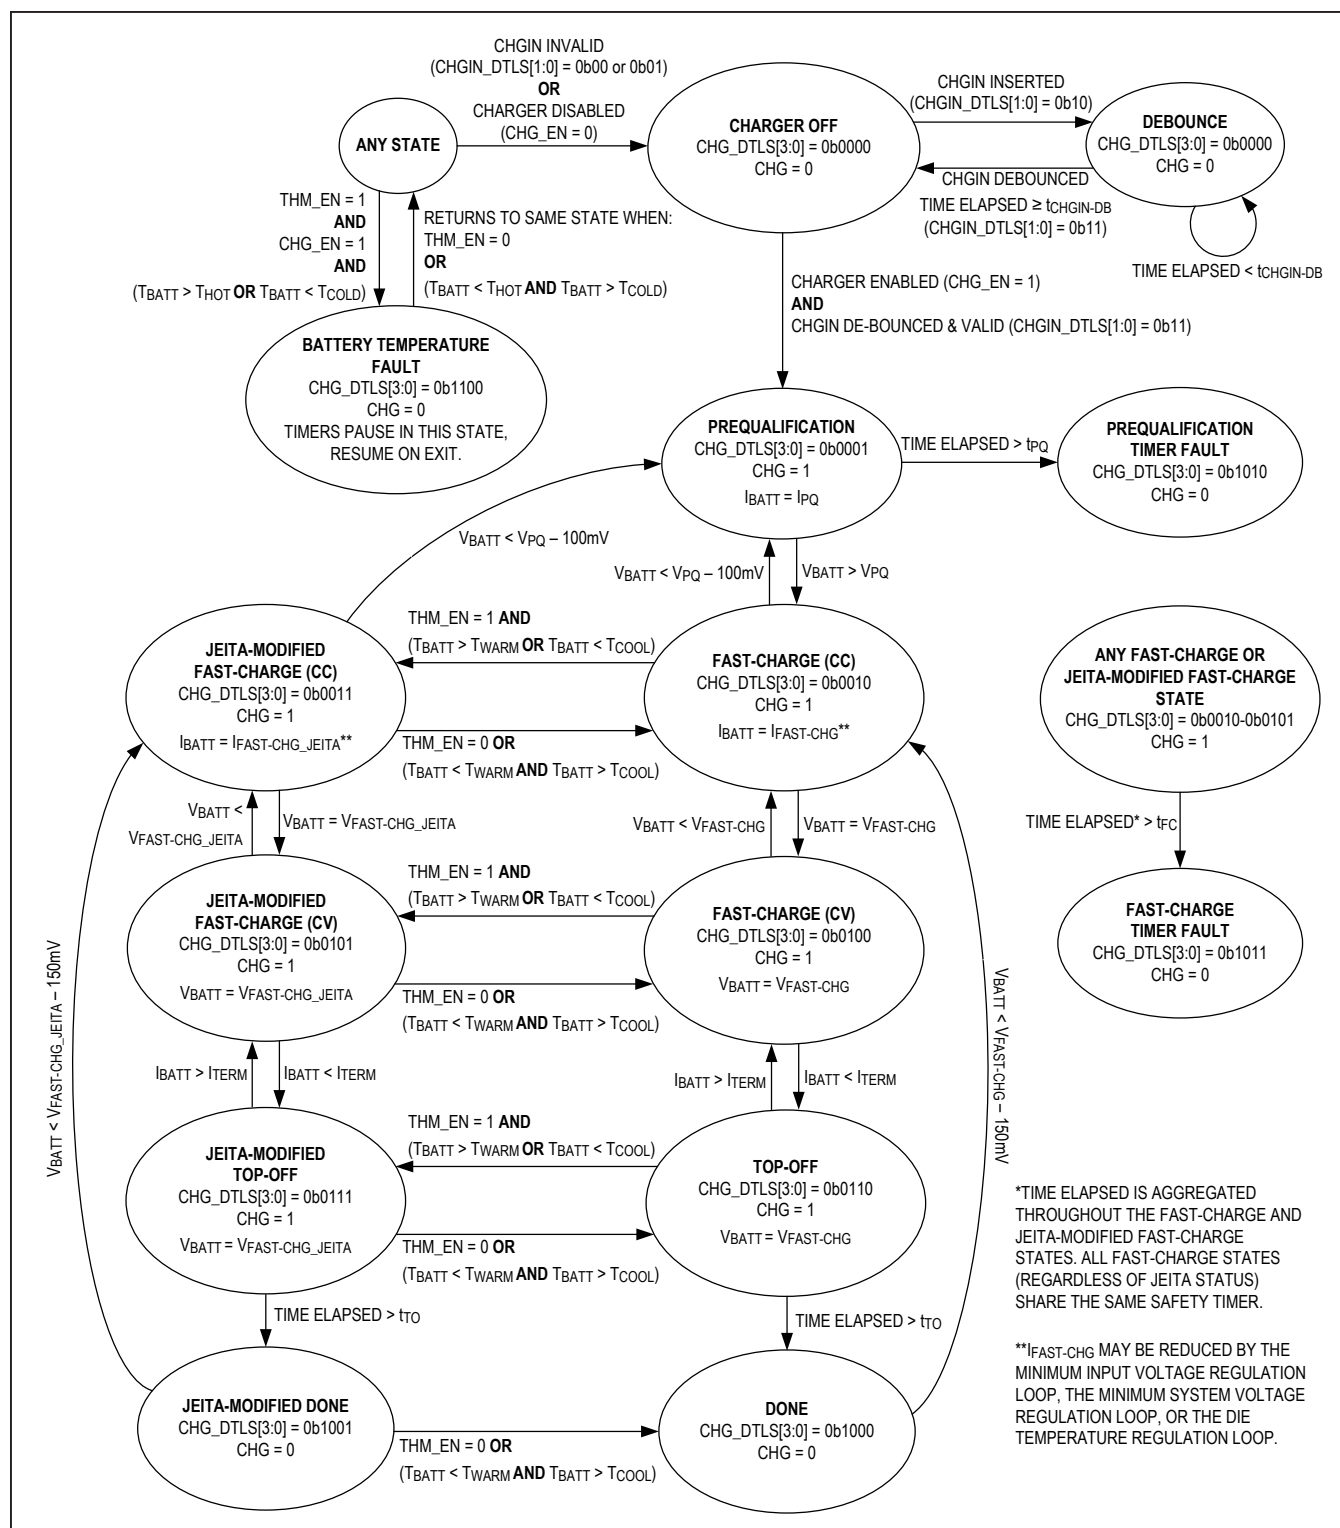 CHGIN INVALID
(CHGIN_DTLS[1:0] = 0b00 or 0b01)
OR
CHARGER DISABLED
(CHG_EN = 0)
ANY STATE
CHARGER OFF
CHG_DTLS[3:0] = 0b0000
CHG = 0
CHGIN INSERTED
(CHGIN_DTLS[1:0] = 0b10)
DEBOUNCE
CHG_DTLS[3:0] = 0b0000
CHG = 0
CHGIN DEBOUNCED
TIME ELAPSED ≥ tCHGIN-DB
(CHGIN_DTLS[1:0] = 0b11)
TIME ELAPSED < tCHGIN-DB
THM_EN = 1
AND
CHG_EN = 1
AND
(TBATT > THOT OR TBATT < TCOLD)
RETURNS TO SAME STATE WHEN:
THM_EN = 0
OR
(TBATT < THOT AND TBATT > TCOLD)
CHARGER ENABLED (CHG_EN = 1)
AND
CHGIN DE-BOUNCED & VALID (CHGIN_DTLS[1:0] = 0b11)
BATTERY TEMPERATURE
FAULT
CHG_DTLS[3:0] = 0b1100
CHG = 0
TIMERS PAUSE IN THIS STATE,
RESUME ON EXIT.
PREQUALIFICATION
CHG_DTLS[3:0] = 0b0001
CHG = 1
IBATT = IPQ
TIME ELAPSED > tPQ
PREQUALIFICATION
TIMER FAULT
CHG_DTLS[3:0] = 0b1010
CHG = 0
VBATT < VPQ – 100mV
VBATT < VPQ – 100mV
VBATT > VPQ
JEITA-MODIFIED
FAST-CHARGE (CC)
CHG_DTLS[3:0] = 0b0011
CHG = 1
IBATT = IFAST-CHG_JEITA**
THM_EN = 1 AND
(TBATT > TWARM OR TBATT < TCOOL)
THM_EN = 0 OR
(TBATT < TWARM AND TBATT > TCOOL)
FAST-CHARGE (CC)
CHG_DTLS[3:0] = 0b0010
CHG = 1
IBATT = IFAST-CHG**
ANY FAST-CHARGE OR
JEITA-MODIFIED FAST-CHARGE
STATE
CHG_DTLS[3:0] = 0b0010-0b0101
CHG = 1
VBATT <
VFAST-CHG_JEITA
VBATT = VFAST-CHG_JEITA
VBATT < VFAST-CHG
VBATT = VFAST-CHG
TIME ELAPSED* > tFC
JEITA-MODIFIED
FAST-CHARGE (CV)
CHG_DTLS[3:0] = 0b0101
CHG = 1
VBATT = VFAST-CHG_JEITA
THM_EN = 1 AND
(TBATT > TWARM OR TBATT < TCOOL)
THM_EN = 0 OR
(TBATT < TWARM AND TBATT > TCOOL)
FAST-CHARGE (CV)
CHG_DTLS[3:0] = 0b0100
CHG = 1
VBATT = VFAST-CHG
FAST-CHARGE
TIMER FAULT
CHG_DTLS[3:0] = 0b1011
CHG = 0
VBATT < VFAST-CHG_JEITA – 150mV
VBATT < VFAST-CHG – 150mV
IBATT > ITERM
IBATT < ITERM
IBATT > ITERM
IBATT < ITERM
JEITA-MODIFIED
TOP-OFF
CHG_DTLS[3:0] = 0b0111
CHG = 1
VBATT = VFAST-CHG_JEITA
THM_EN = 1 AND
(TBATT > TWARM OR TBATT < TCOOL)
THM_EN = 0 OR
(TBATT < TWARM AND TBATT > TCOOL)
TOP-OFF
CHG_DTLS[3:0] = 0b0110
CHG = 1
VBATT = VFAST-CHG
TIME ELAPSED > tTO
TIME ELAPSED > tTO
JEITA-MODIFIED DONE
CHG_DTLS[3:0] = 0b1001
CHG = 0
THM_EN = 0 OR
(TBATT < TWARM AND TBATT > TCOOL)
DONE
CHG_DTLS[3:0] = 0b1000
CHG = 0
*TIME ELAPSED IS AGGREGATED
THROUGHOUT THE FAST-CHARGE AND
JEITA-MODIFIED FAST-CHARGE
STATES. ALL FAST-CHARGE STATES
(REGARDLESS OF JEITA STATUS)
SHARE THE SAME SAFETY TIMER.
**IFAST-CHG MAY BE REDUCED BY THE
MINIMUM INPUT VOLTAGE REGULATION
LOOP, THE MINIMUM SYSTEM VOLTAGE
REGULATION LOOP, OR THE DIE
TEMPERATURE REGULATION LOOP.